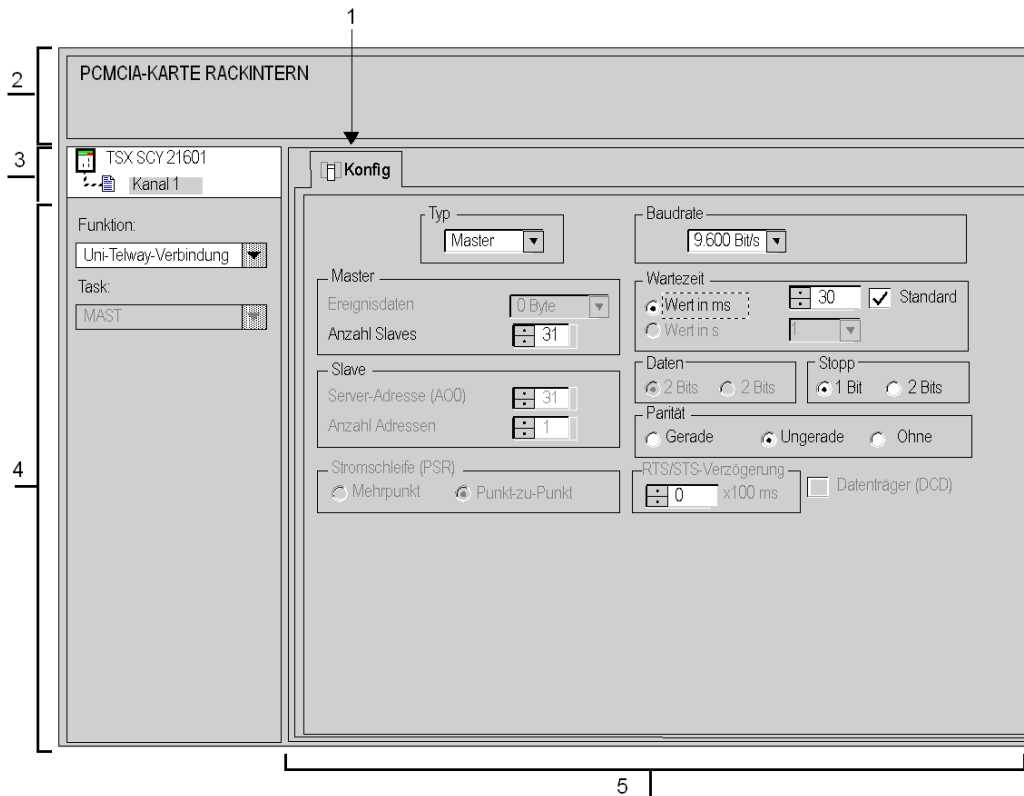 1
2
PCMCIA-KARTE RACKINTERN
3
TSX SCY 21601
Kanal 1
Konfig
4
Funktion:
Uni-Telway-Verbindung
Task:
MAST
Typ
Master
Baudrate
9.600 Bit/s
Master
Ereignisdaten 0 Byte
Anzahl Slaves 31
Wartezeit
Wert in ms 30 Standard
Wert in s 1
Slave
Server-Adresse (AO0) 31
Anzahl Adressen 1
Daten
2 Bits 2 Bits
Stopp
1 Bit 2 Bits
Parität
Gerade Ungerade Ohne
Stromschleife (PSR)
Mehrpunkt Punkt-zu-Punkt
RTS/STS-Verzögerung
0 x100 ms
Datenträger (DCD)
5